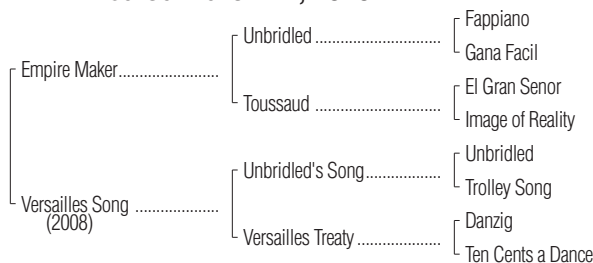 Unbridled
Fappiano
Gana Facil
Empire Maker
Toussaud
El Gran Senor
Image of Reality
Unbridled's Song
Unbridled
Trolley Song
Versailles Song
(2008)
Versailles Treaty
Danzig
Ten Cents a Dance